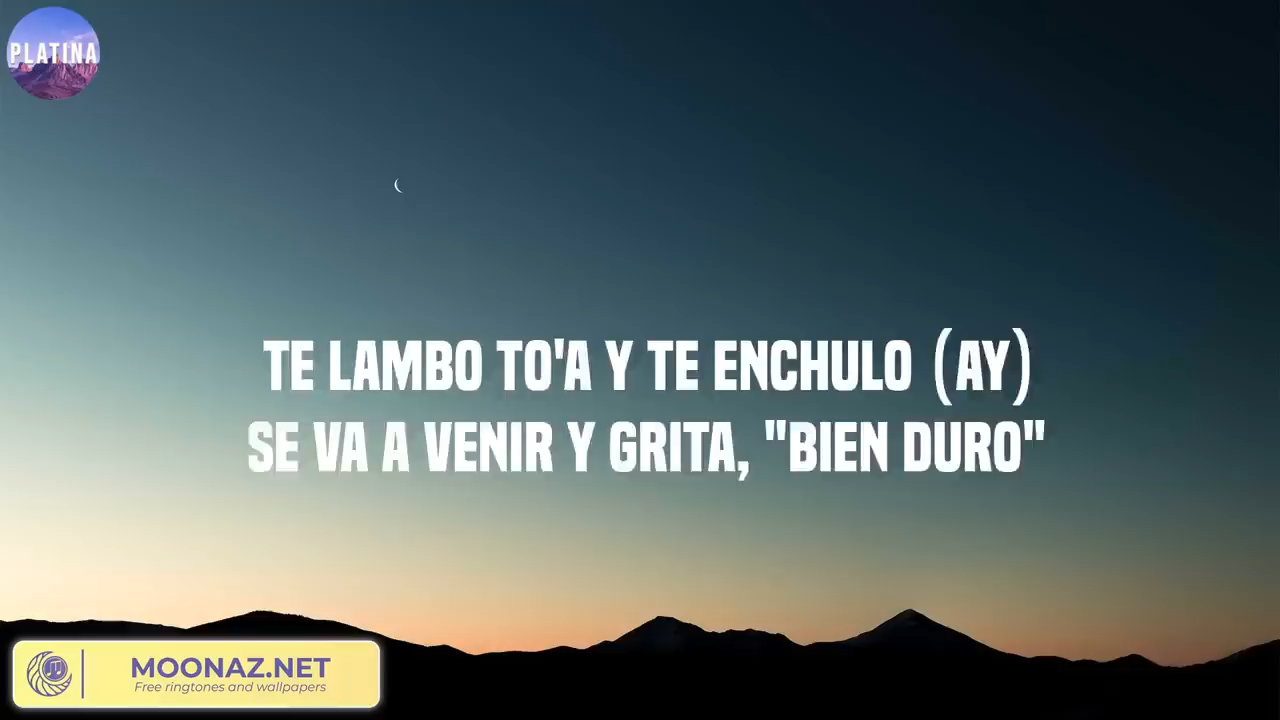 PLATINA
TE LAMBO TO'A Y TE ENCHULO (AY)
SE VA A VENIR Y GRITA, "BIEN DURO"
MOONAZ.NET
Free ringtones and wallpapers